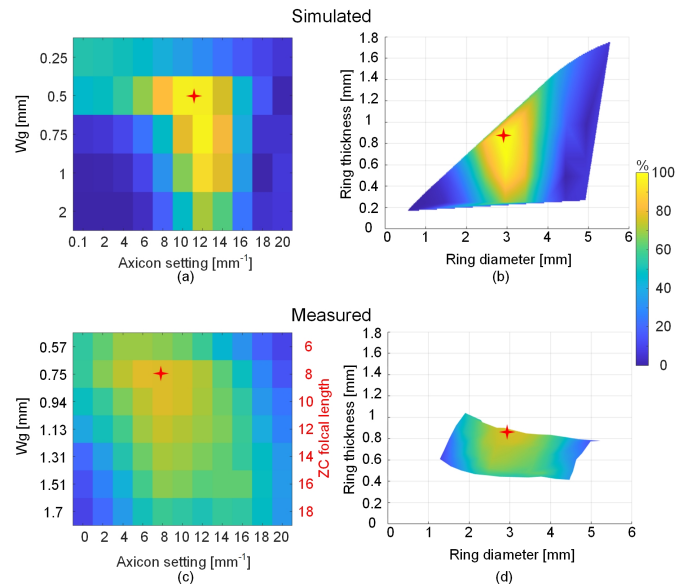 Simulated
0.25
0.5
0.75
1
2
Wg [mm]
0.1 2 4 6 8 10 12 14 16 18 20
Axicon setting [mm-1]
(a)
1.8
1.6
1.4
1.2
1
0.8
0.6
0.4
0.2
0
Ring thickness [mm]
0 1 2 3 4 5 6
Ring diameter [mm]
(b)
%
100
80
60
40
20
0
Measured
0.57
0.75
0.94
1.13
1.31
1.51
1.7
Wg [mm]
6
8
10
12
14
16
18
ZC folcal length
0 2 4 6 8 10 12 14 16 18 20
Axicon setting [mm-1]
(c)
1.8
1.6
1.4
1.2
1
0.8
0.6
0.4
0.2
0
Ring thickness [mm]
0 1 2 3 4 5 6
Ring diameter [mm]
(d)